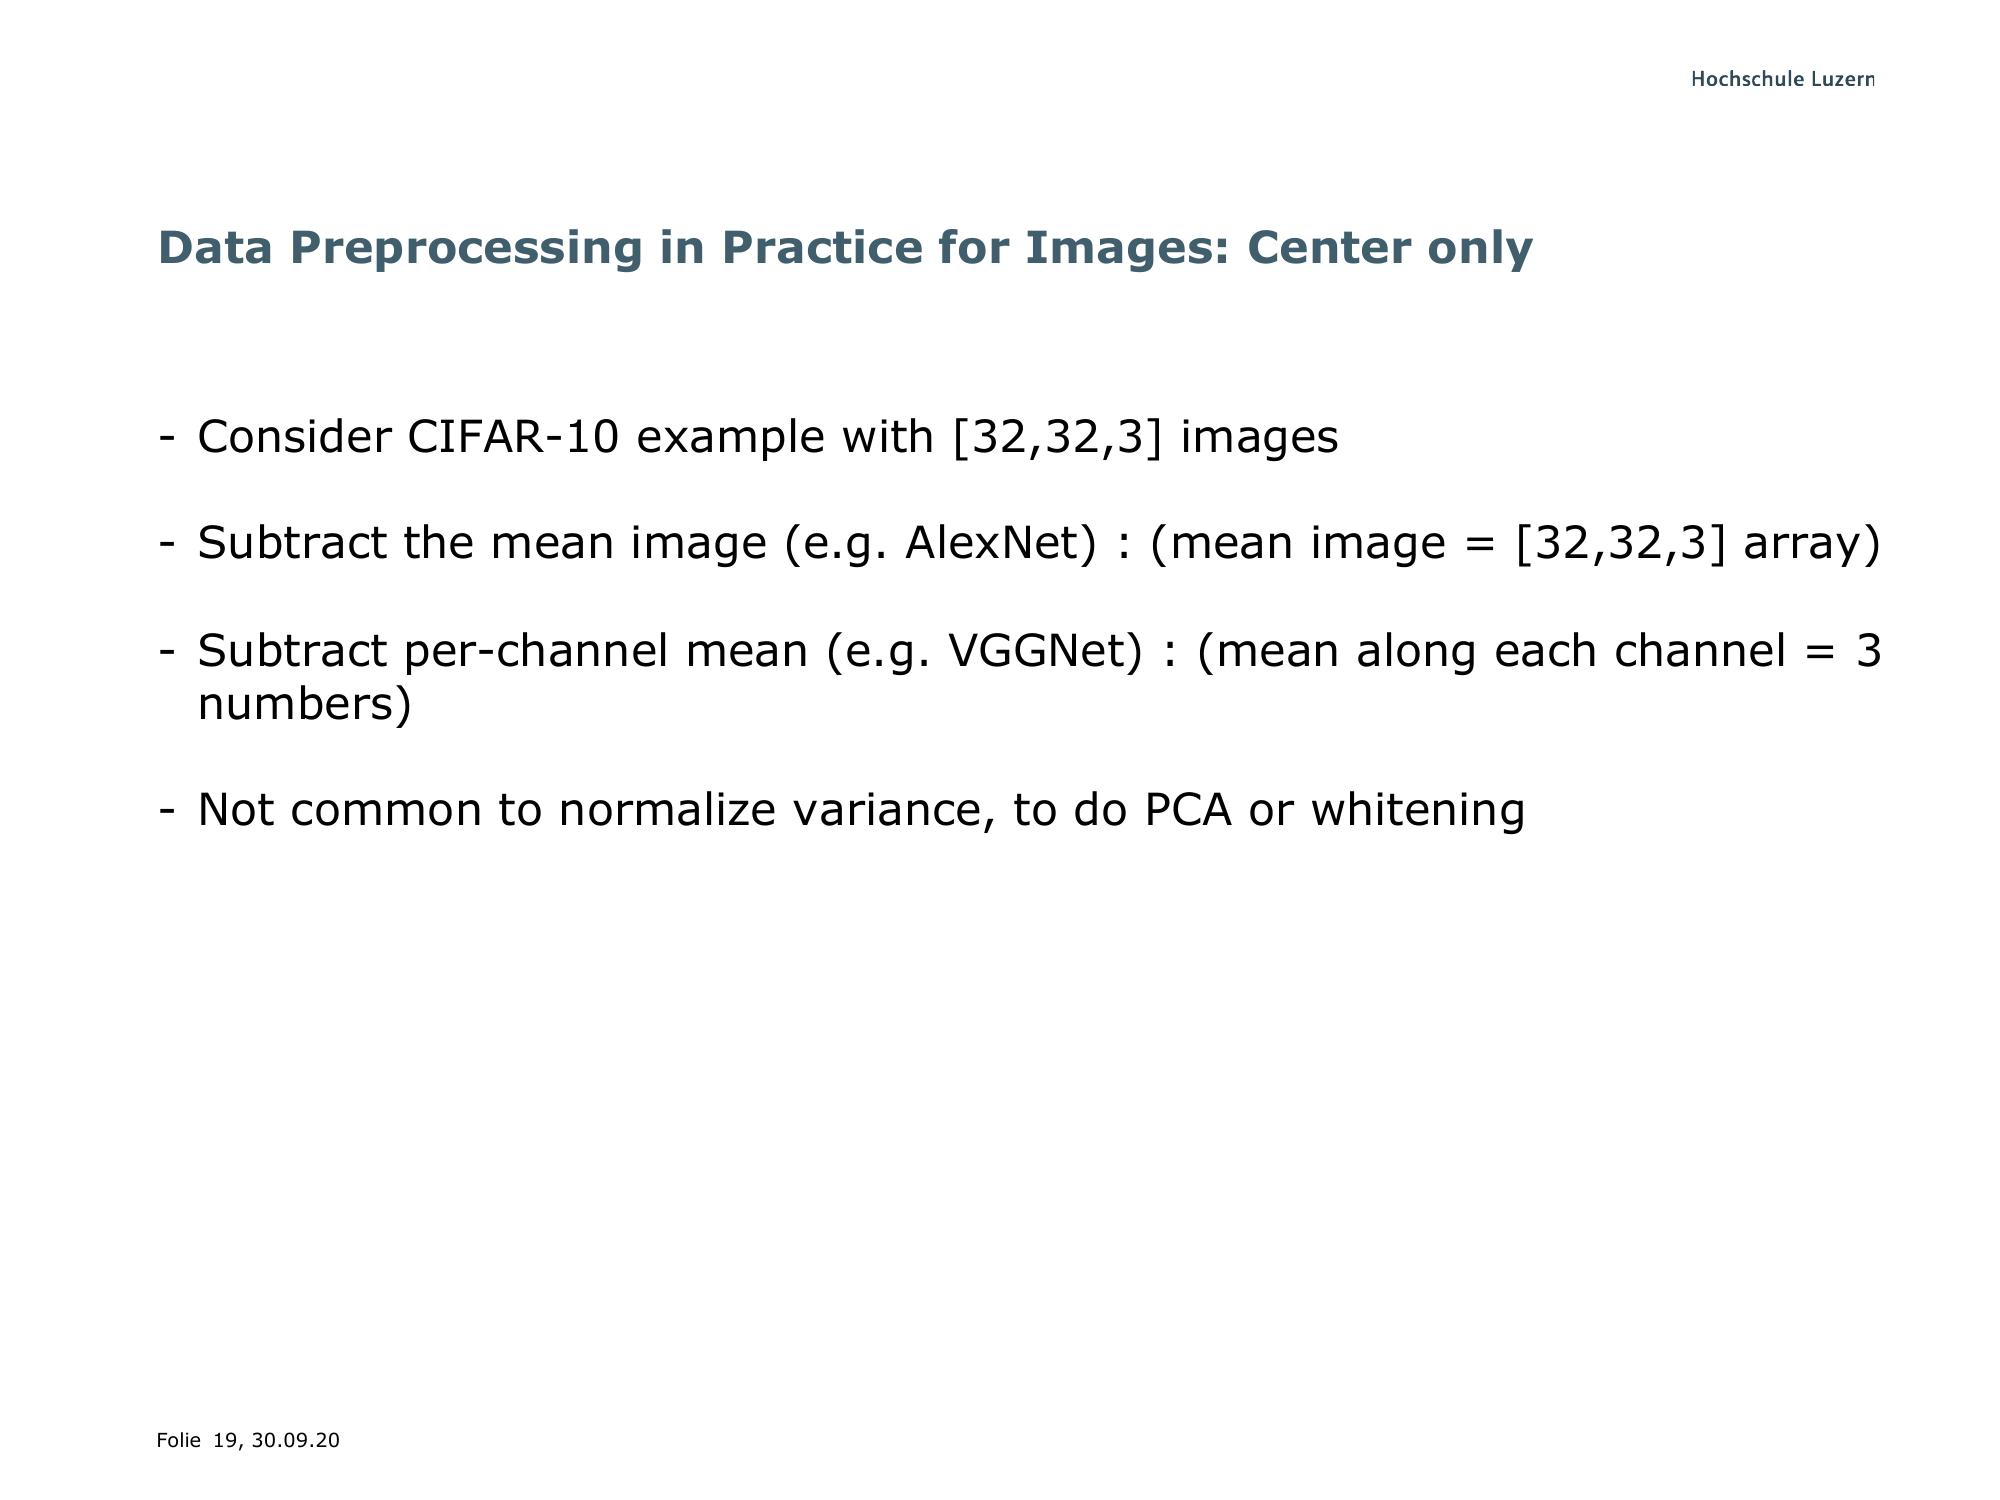 Hochschule Luzern
Data Preprocessing in Practice for Images: Center only
- Consider CIFAR-10 example with [32,32,3] images
- Subtract the mean image (e.g. AlexNet) : (mean image = [32,32,3] array)
- Subtract per-channel mean (e.g. VGGNet) : (mean along each channel = 3
numbers)
- Not common to normalize variance, to do PCA or whitening
Folie 19, 30.09.20